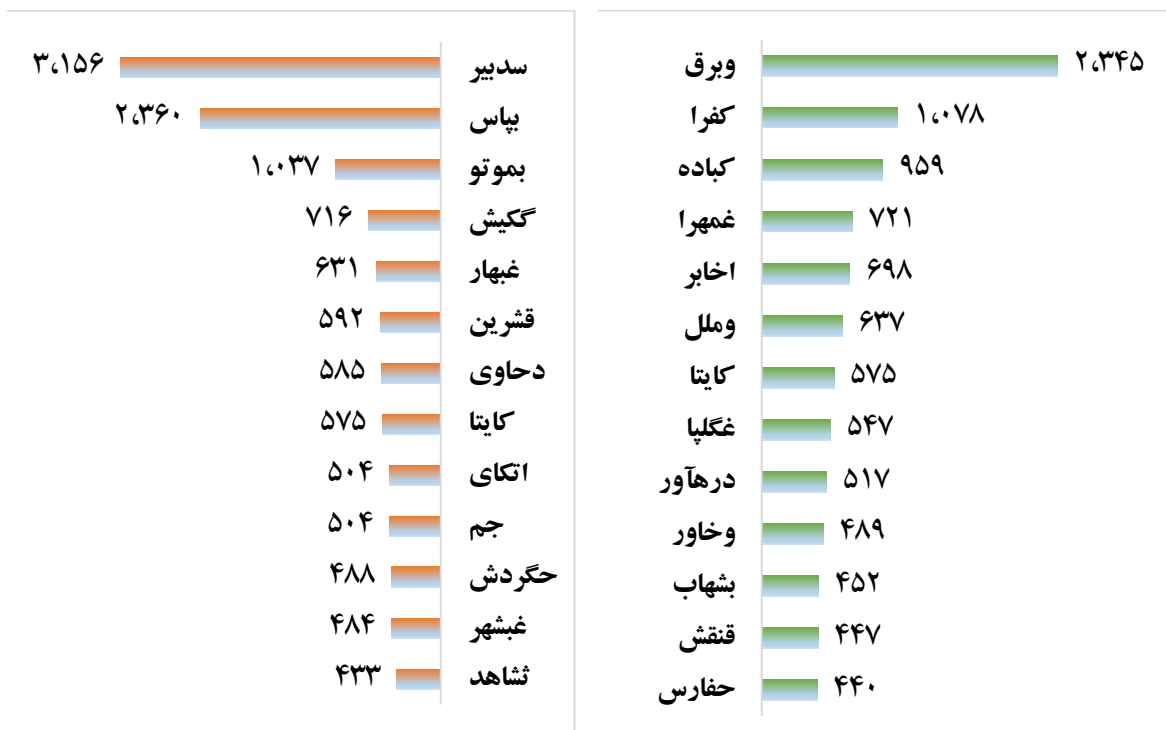 وبرق ۲،۳۴۵
کفرا ۱،۰۷۸
کباده ۹۵۹
غمهرا ۷۲۱
اخابر ۶۹۸
وملل ۶۳۷
کایتا ۵۷۵
غگلپا ۵۴۷
درهآور ۵۱۷
وخاور ۴۸۹
بشهاب ۴۵۲
قنقش ۴۴۷
حفارس ۴۴۰
سدبیر ۳،۱۵۶
بپاس ۲،۳۶۰
بموتو ۱،۰۳۷
گکیش ۷۱۶
غبهار ۶۳۱
قشرین ۵۹۲
دحاوی ۵۸۵
کایتا ۵۷۵
اتکای ۵۰۴
جم ۵۰۴
حگردش ۴۸۸
غبشهر ۴۸۴
ثشاهد ۴۳۳